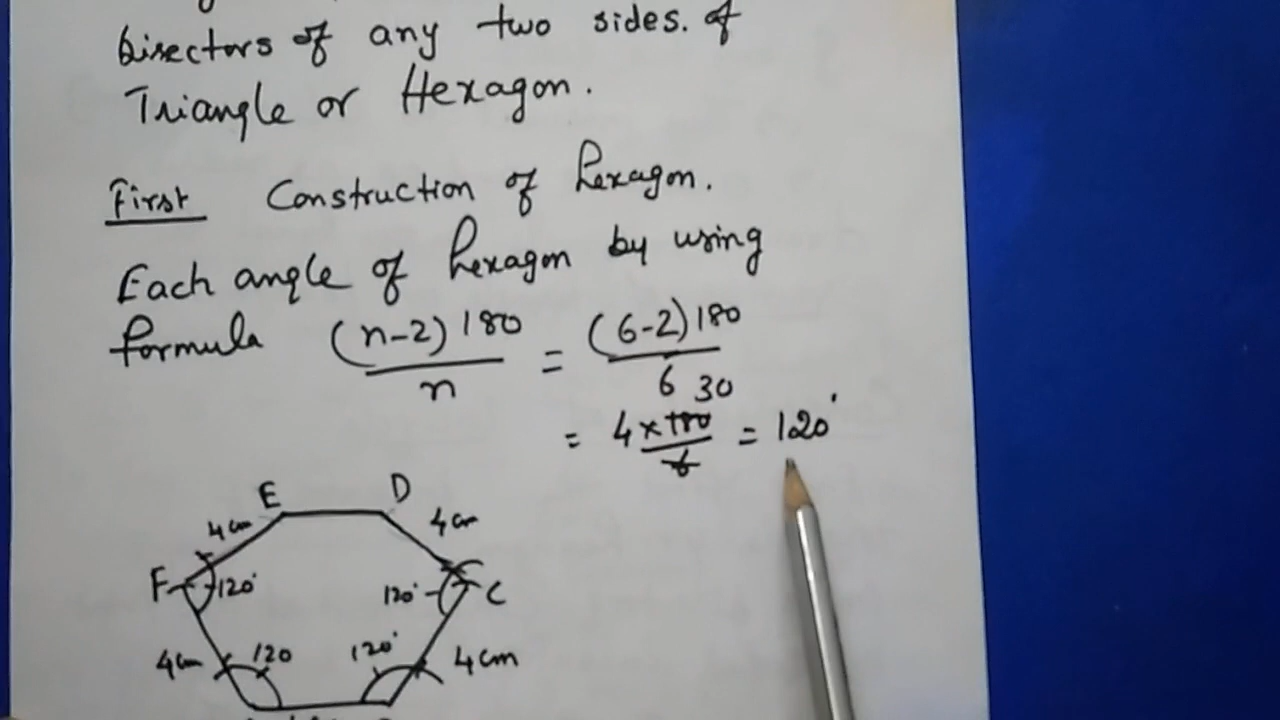 bisectors of any two sides. of
Triangle or Hexagon.
First Construction of hexagon.
Each angle of hexagon by using
formula (n-2)180/n = (6-2)180/6
30
= 4×180/6 = 120°
E D
4cm 4cm
F 120° 120° C
4cm 120 120° 4cm